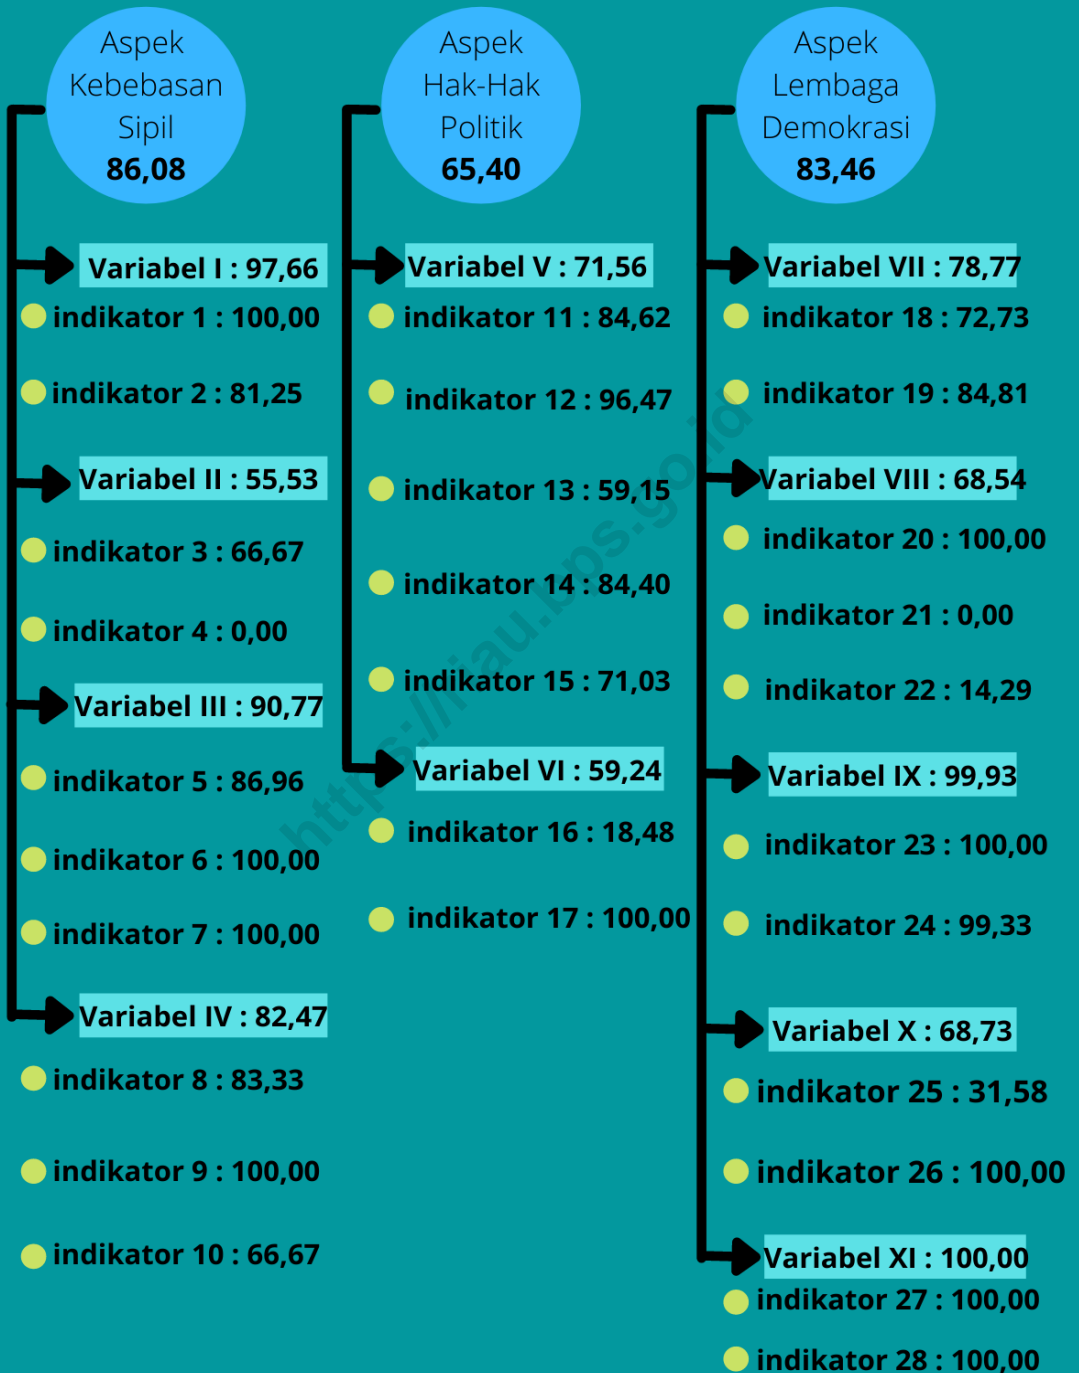 Aspek
Kebebasan
Sipil
86,08
Variabel I : 97,66
indikator 1 : 100,00
indikator 2 : 81,25
Variabel II : 55,53
indikator 3 : 66,67
indikator 4 : 0,00
Variabel III : 90,77
indikator 5 : 86,96
indikator 6 : 100,00
indikator 7 : 100,00
Variabel IV : 82,47
indikator 8 : 83,33
indikator 9 : 100,00
indikator 10 : 66,67
Aspek
Hak-Hak
Politik
65,40
Variabel V : 71,56
indikator 11 : 84,62
indikator 12 : 96,47
indikator 13 : 59,15
indikator 14 : 84,40
indikator 15 : 71,03
Variabel VI : 59,24
indikator 16 : 18,48
indikator 17 : 100,00
Aspek
Lembaga
Demokrasi
83,46
Variabel VII : 78,77
indikator 18 : 72,73
indikator 19 : 84,81
Variabel VIII : 68,54
indikator 20 : 100,00
indikator 21 : 0,00
indikator 22 : 14,29
Variabel IX : 99,93
indikator 23 : 100,00
indikator 24 : 99,33
Variabel X : 68,73
indikator 25 : 31,58
indikator 26 : 100,00
Variabel XI : 100,00
indikator 27 : 100,00
indikator 28 : 100,00
https://riau.bps.go.id